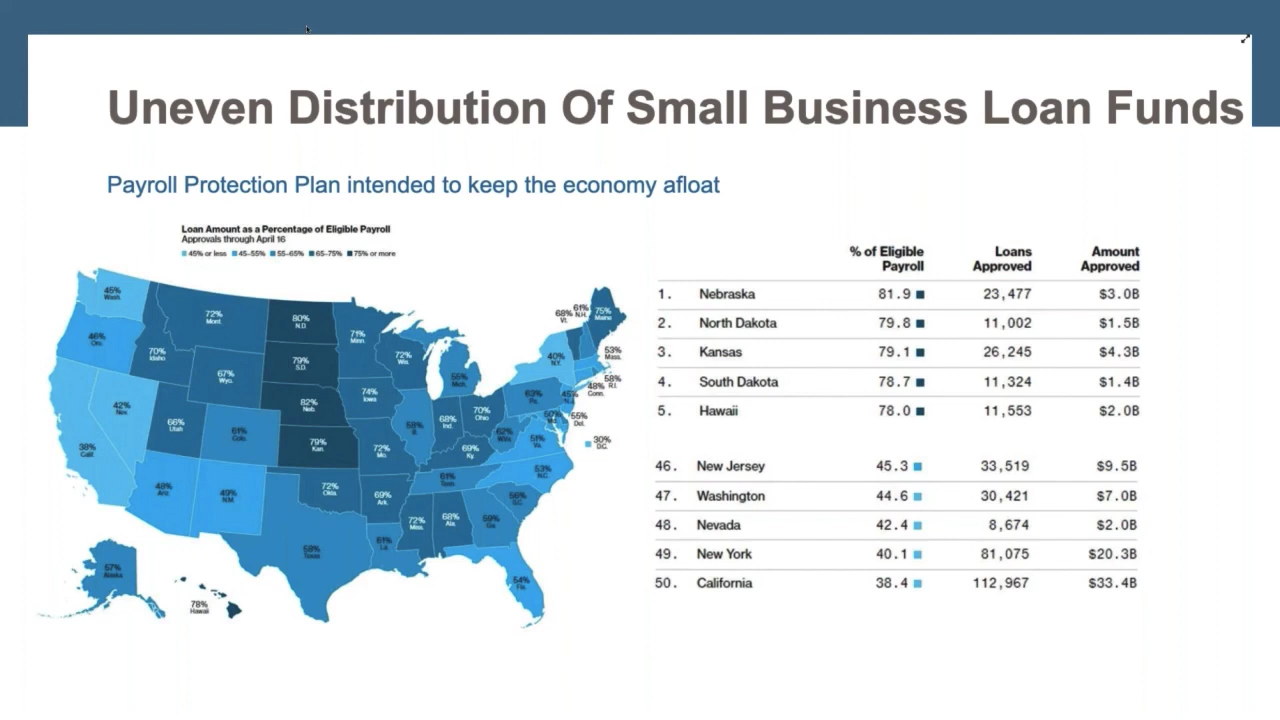 Uneven Distribution Of Small Business Loan Funds
Payroll Protection Plan intended to keep the economy afloat
Loan Amount as a Percentage of Eligible Payroll
Approvals through April 16
45% or less 45-55% 55-65% 65-75% 75% or more
45%
Wash.
46%
Ore.
42%
Nev.
38%
Calif.
70%
Idaho
72%
Mont.
67%
Wyo.
66%
Utah
61%
Colo.
48%
Ariz.
49%
N.M.
80%
N.D.
79%
S.D.
82%
Neb.
79%
Kan.
72%
Okla.
58%
Texas
71%
Minn.
74%
Iowa
72%
Mo.
69%
Ark.
61%
La.
72%
Wis.
Ill.
55%
Mich.
68%
Ind.
70%
Ohio
69%
Ky.
61%
Tenn.
72%
Miss.
68%
Ala.
59%
Ga.
54%
Fla.
56%
S.C.
53%
N.C.
51%
Va.
62%
W.Va.
63%
Pa.
40%
N.Y.
68%
Vt.
61%
N.H.
75%
Maine
53%
Mass.
58%
R.I.
48%
Conn.
45%
N.J.
55%
Del.
50%
Md.
30%
D.C.
57%
Alaska
78%
Hawaii
% of Eligible Payroll Loans Approved Amount Approved
1. Nebraska 81.9 23,477 $3.0B
2. North Dakota 79.8 11,002 $1.5B
3. Kansas 79.1 26,245 $4.3B
4. South Dakota 78.7 11,324 $1.4B
5. Hawaii 78.0 11,553 $2.0B
46. New Jersey 45.3 33,519 $9.5B
47. Washington 44.6 30,421 $7.0B
48. Nevada 42.4 8,674 $2.0B
49. New York 40.1 81,075 $20.3B
50. California 38.4 112,967 $33.4B